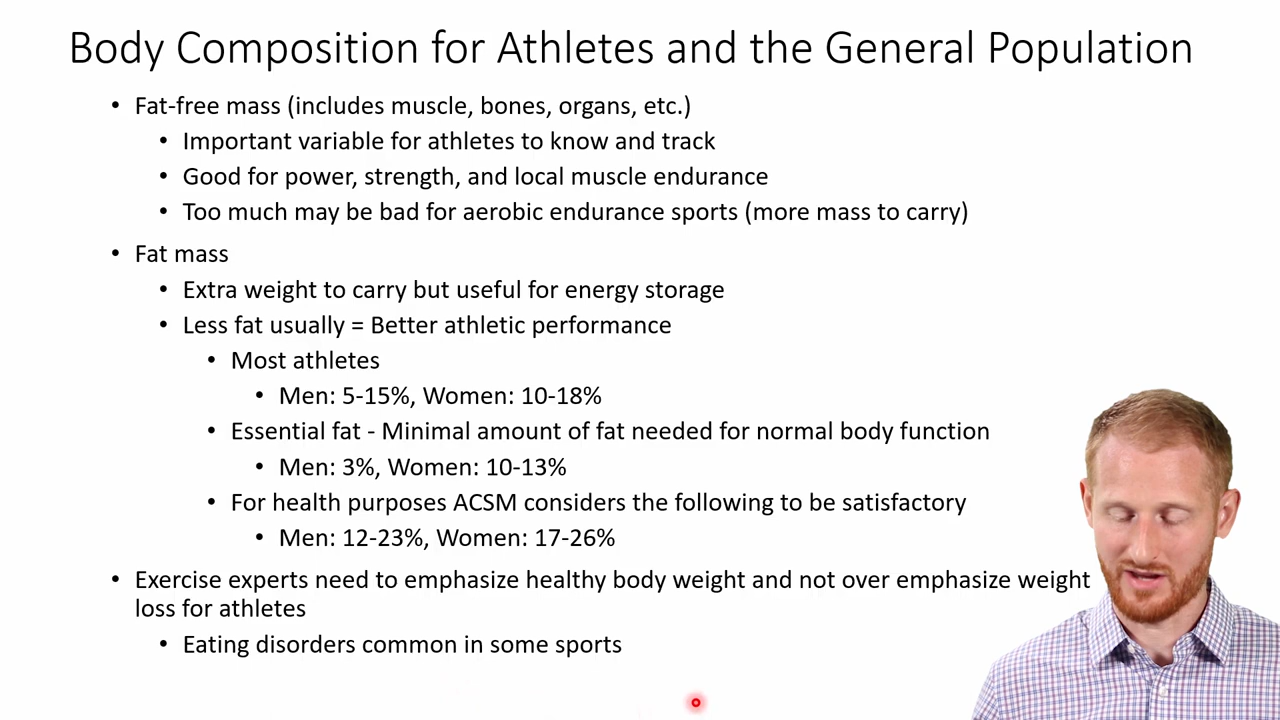 Body Composition for Athletes and the General Population
• Fat-free mass (includes muscle, bones, organs, etc.)
• Important variable for athletes to know and track
• Good for power, strength, and local muscle endurance
• Too much may be bad for aerobic endurance sports (more mass to carry)
• Fat mass
• Extra weight to carry but useful for energy storage
• Less fat usually = Better athletic performance
• Most athletes
• Men: 5-15%, Women: 10-18%
• Essential fat - Minimal amount of fat needed for normal body function
• Men: 3%, Women: 10-13%
• For health purposes ACSM considers the following to be satisfactory
• Men: 12-23%, Women: 17-26%
• Exercise experts need to emphasize healthy body weight and not over emphasize weight
loss for athletes
• Eating disorders common in some sports